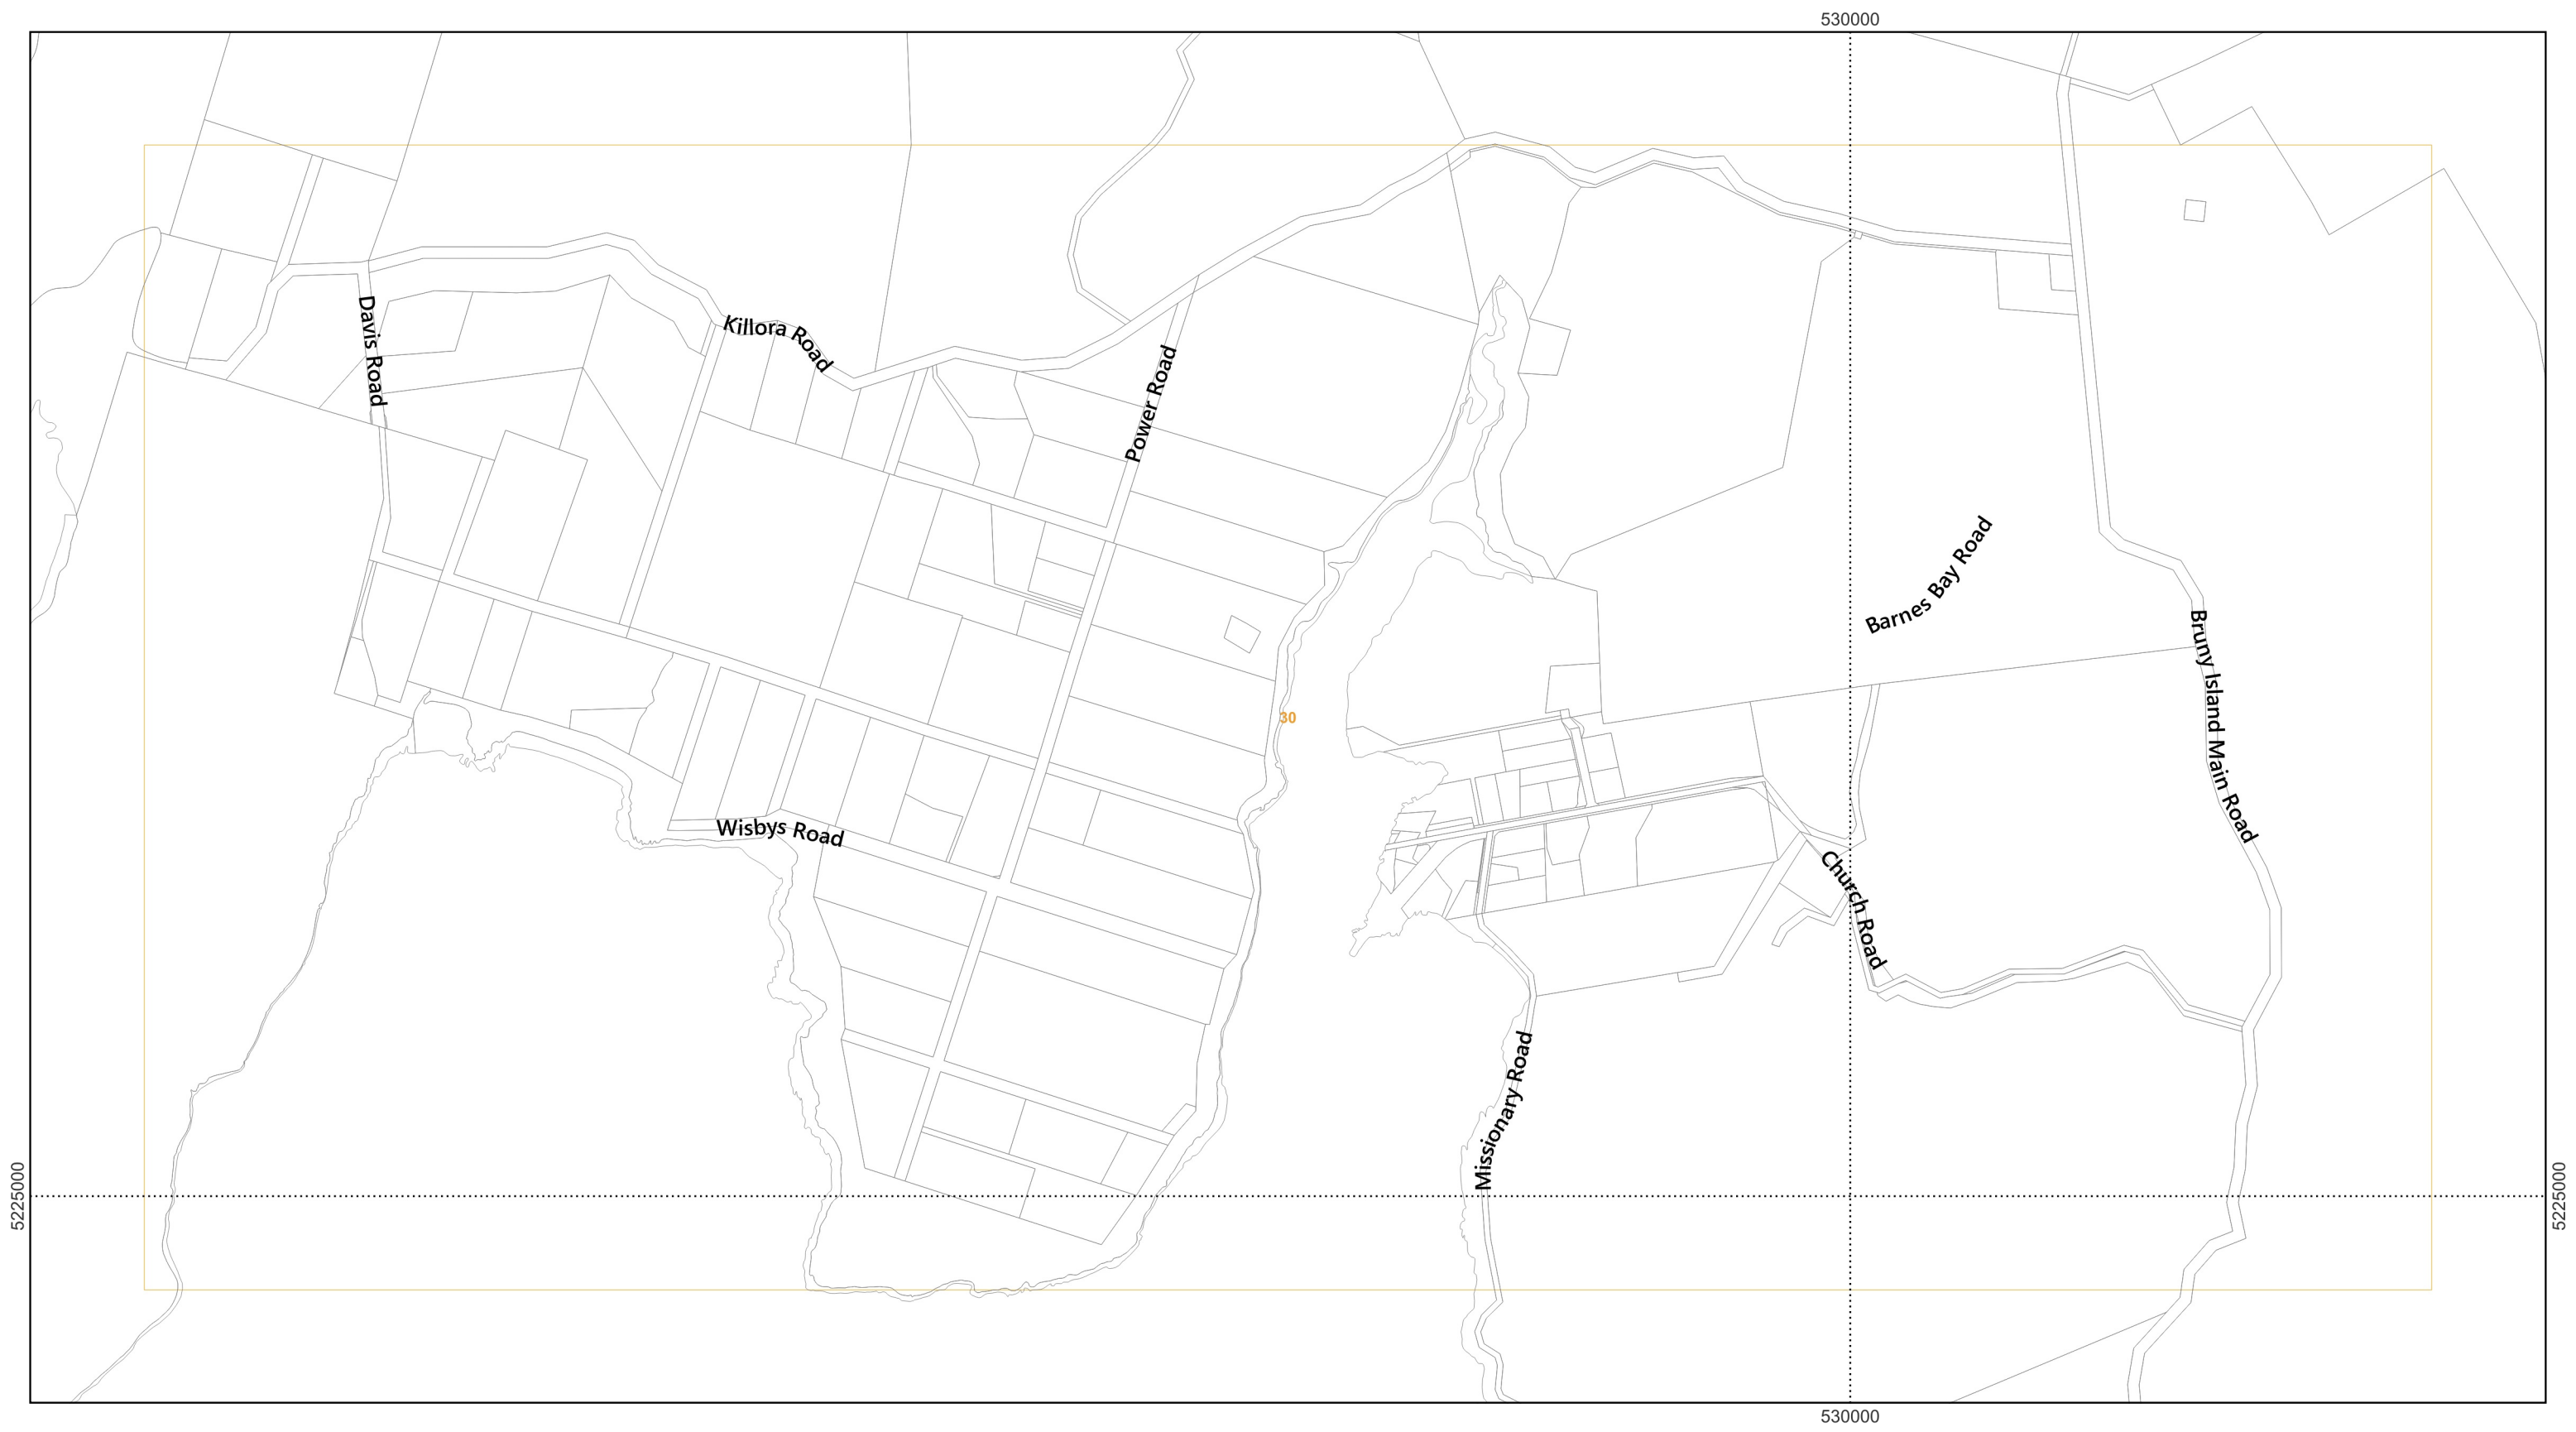 530000
Davis Road
Killora Road
Power Road
Barnes Bay Road
Bruny Island Main Road
30
Wisbys Road
Church Road
Missionary Road
5225000
5225000
530000